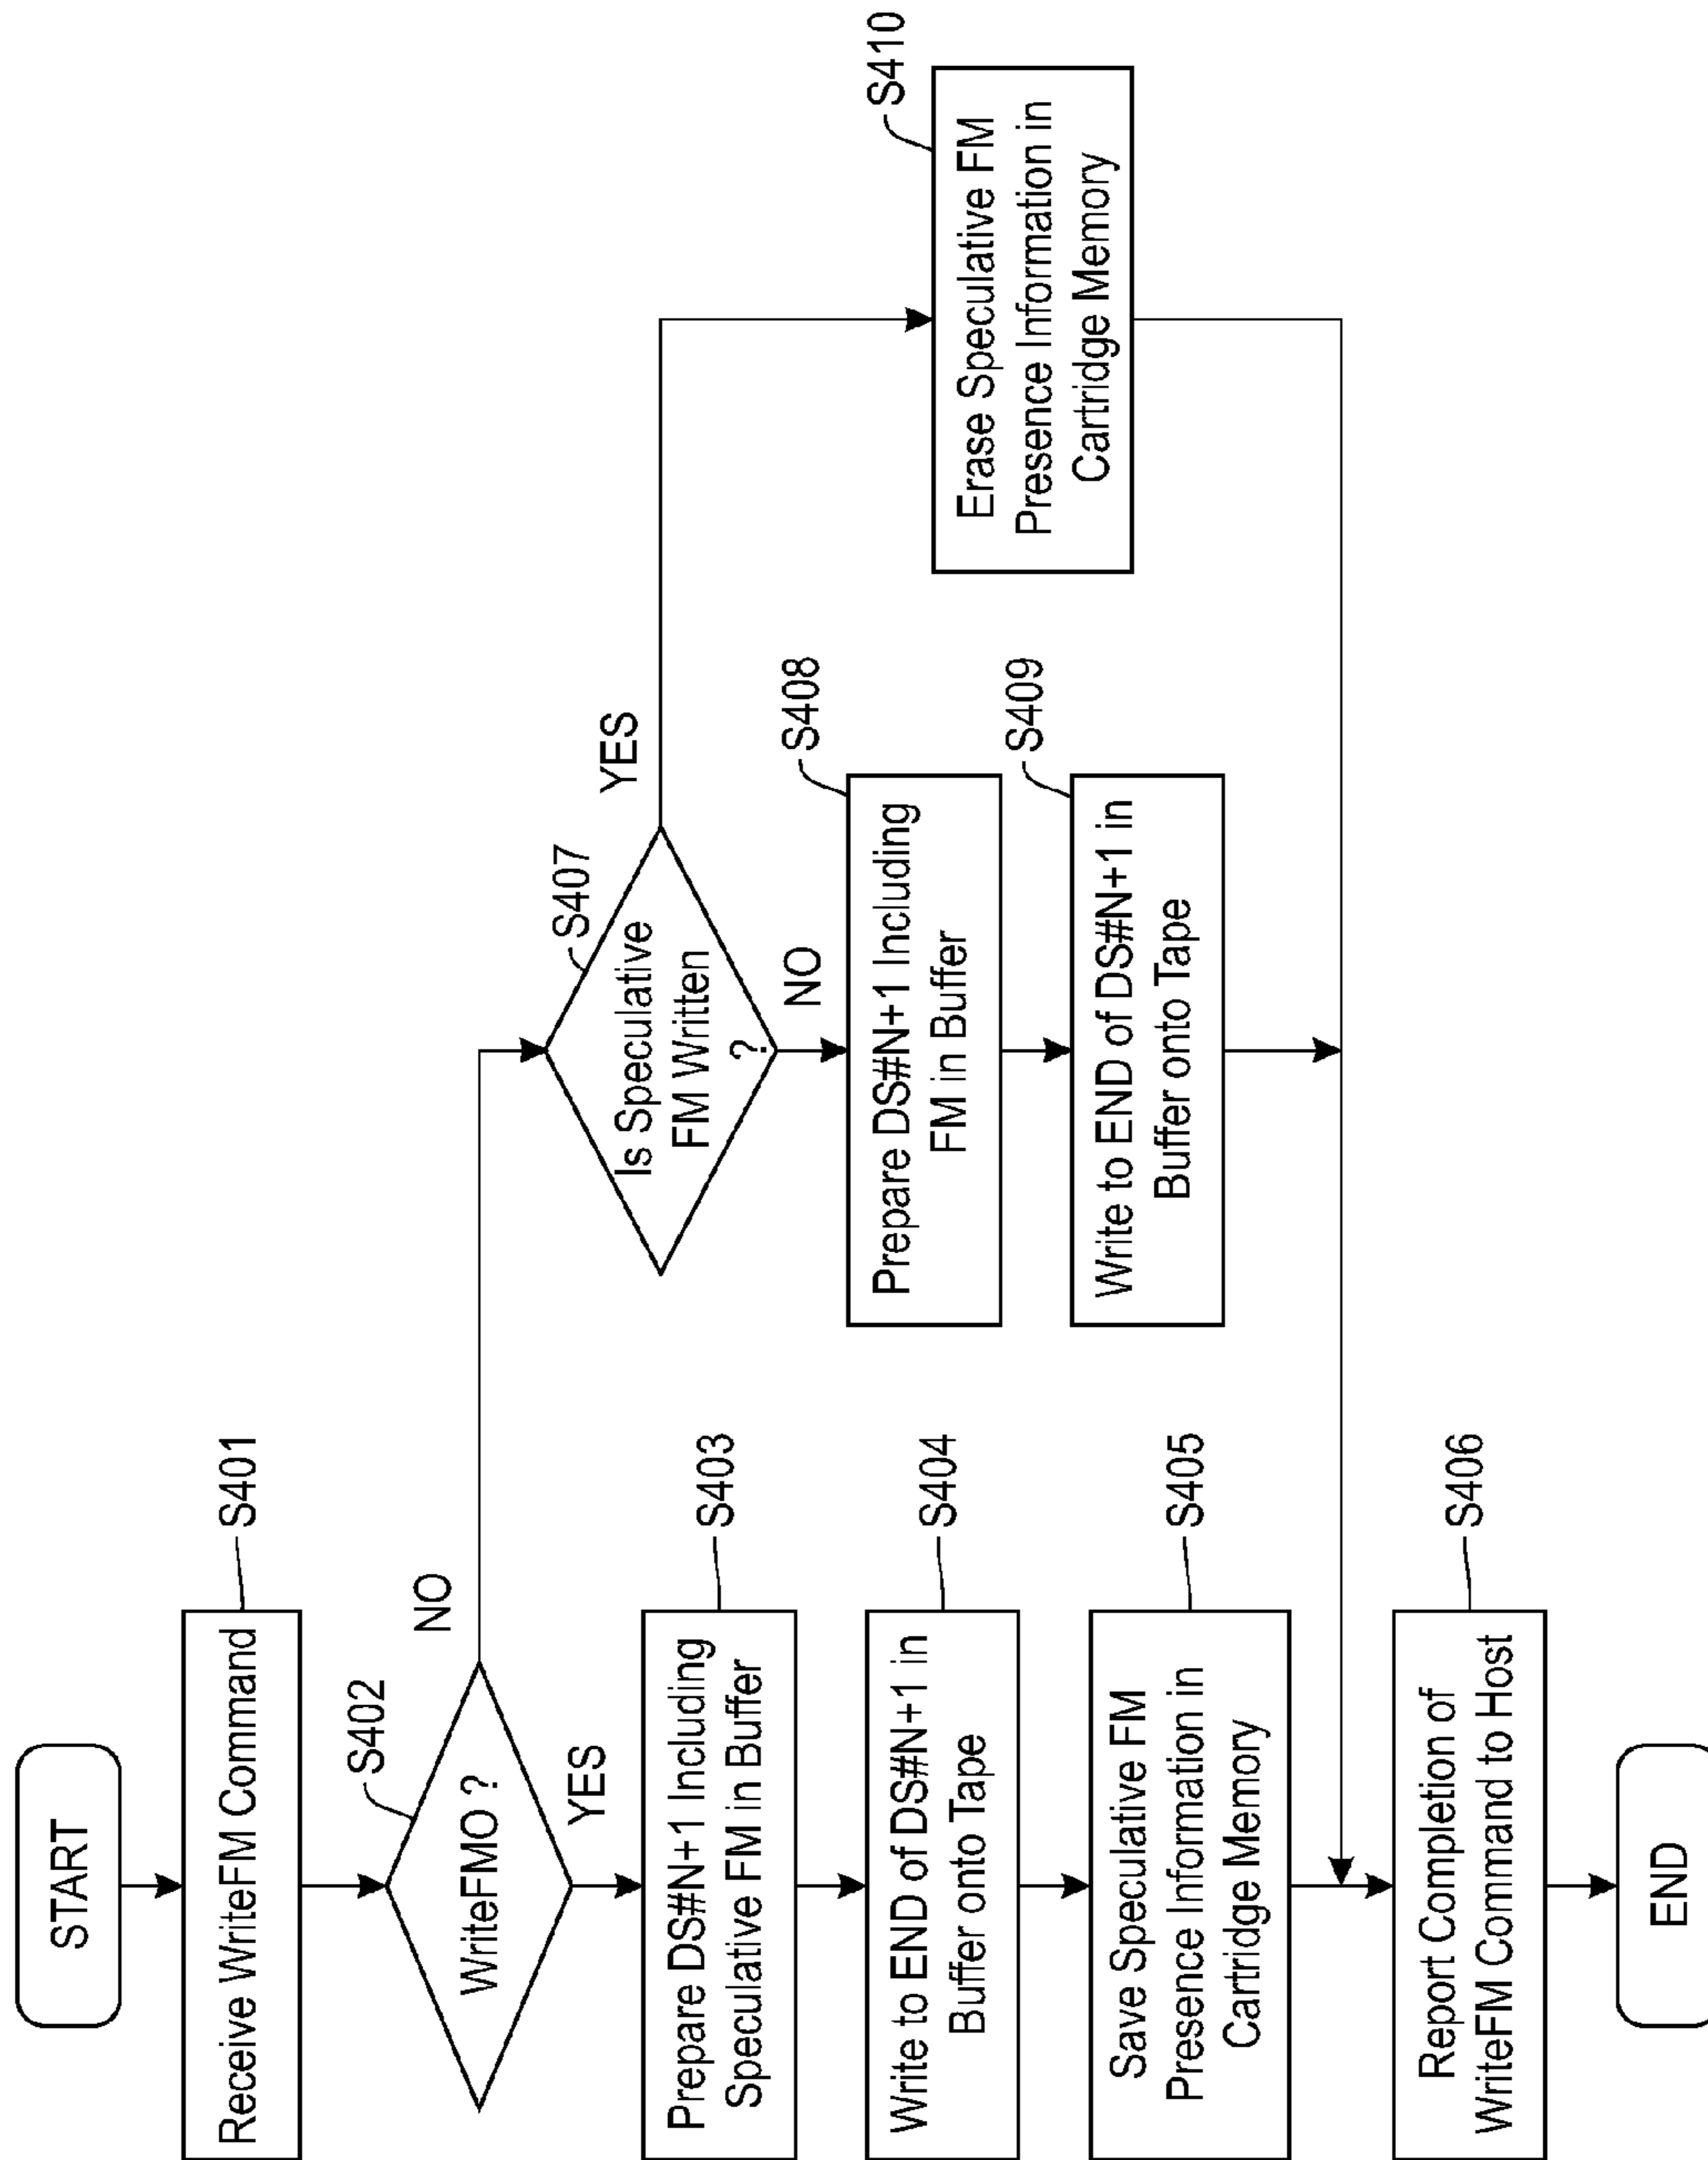 START
Receive WriteFM Command
S401
WriteFM0 ?
S402
NO
YES
Prepare DS#N+1 Including
Speculative FM in Buffer
S403
Write to END of DS#N+1 in
Buffer onto Tape
S404
Save Speculative FM
Presence Information in
Cartridge Memory
S405
Report Completion of
WriteFM Command to Host
S406
END
Is Speculative
FM Written
?
S407
YES
NO
Prepare DS#N+1 Including
FM in Buffer
S408
Write to END of DS#N+1 in
Buffer onto Tape
S409
Erase Speculative FM
Presence Information in
Cartridge Memory
S410